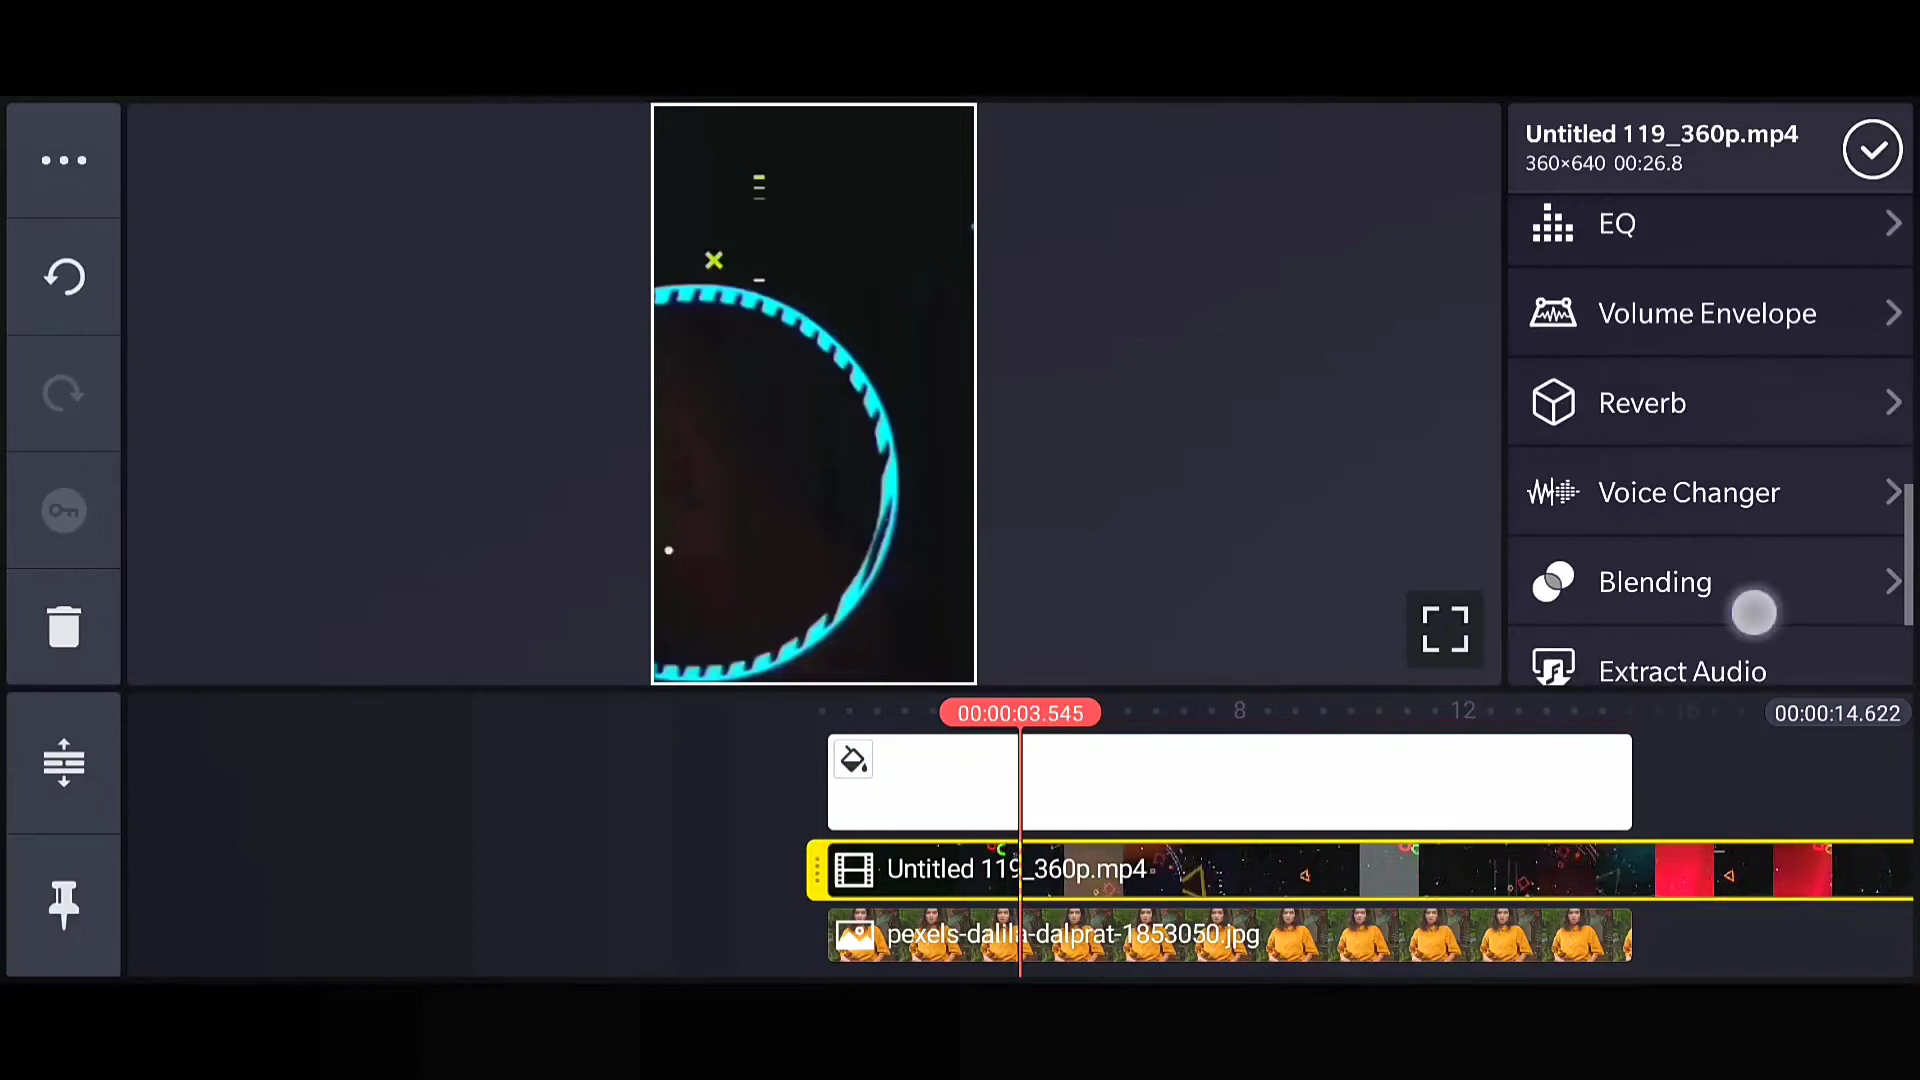 Untitled 119_360p.mp4
360×640 00:26.8
EQ
Volume Envelope
Reverb
Voice Changer
Blending
Extract Audio
00:00:03.545
8
12
16
00:00:14.622
Untitled 119_360p.mp4
pexels-dalila-dalprat-1853050.jpg